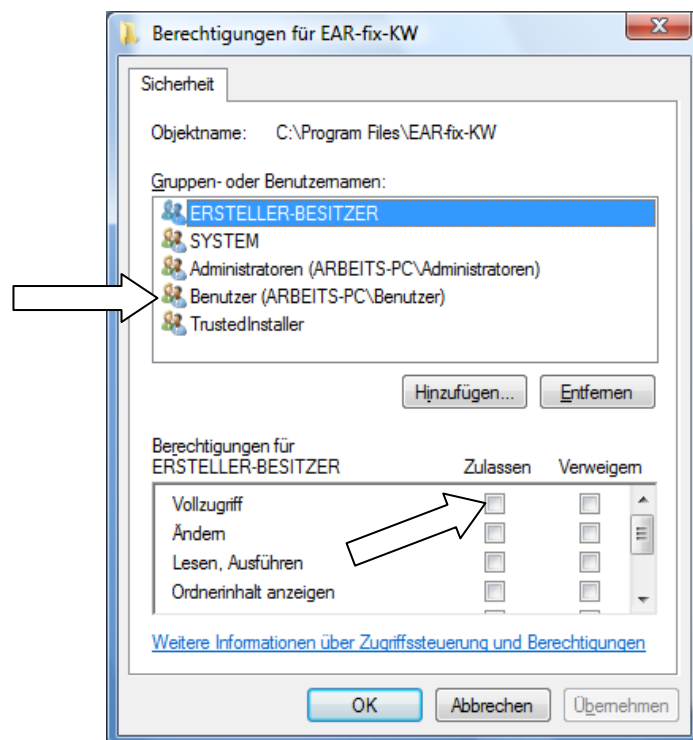 Berechtigungen für EAR-fix-KW
Sicherheit
Objektname: C:\Program Files\EAR-fix-KW
Gruppen- oder Benutzernamen:
ERSTELLER-BESITZER
SYSTEM
Administratoren (ARBEITS-PC\Administratoren)
Benutzer (ARBEITS-PC\Benutzer)
TrustedInstaller
Hinzufügen... Entfernen
Berechtigungen für
ERSTELLER-BESITZER Zulassen Verweigern
Vollzugriff
Ändern
Lesen, Ausführen
Ordnerinhalt anzeigen
Weitere Informationen über Zugriffssteuerung und Berechtigungen
OK Abbrechen Übernehmen